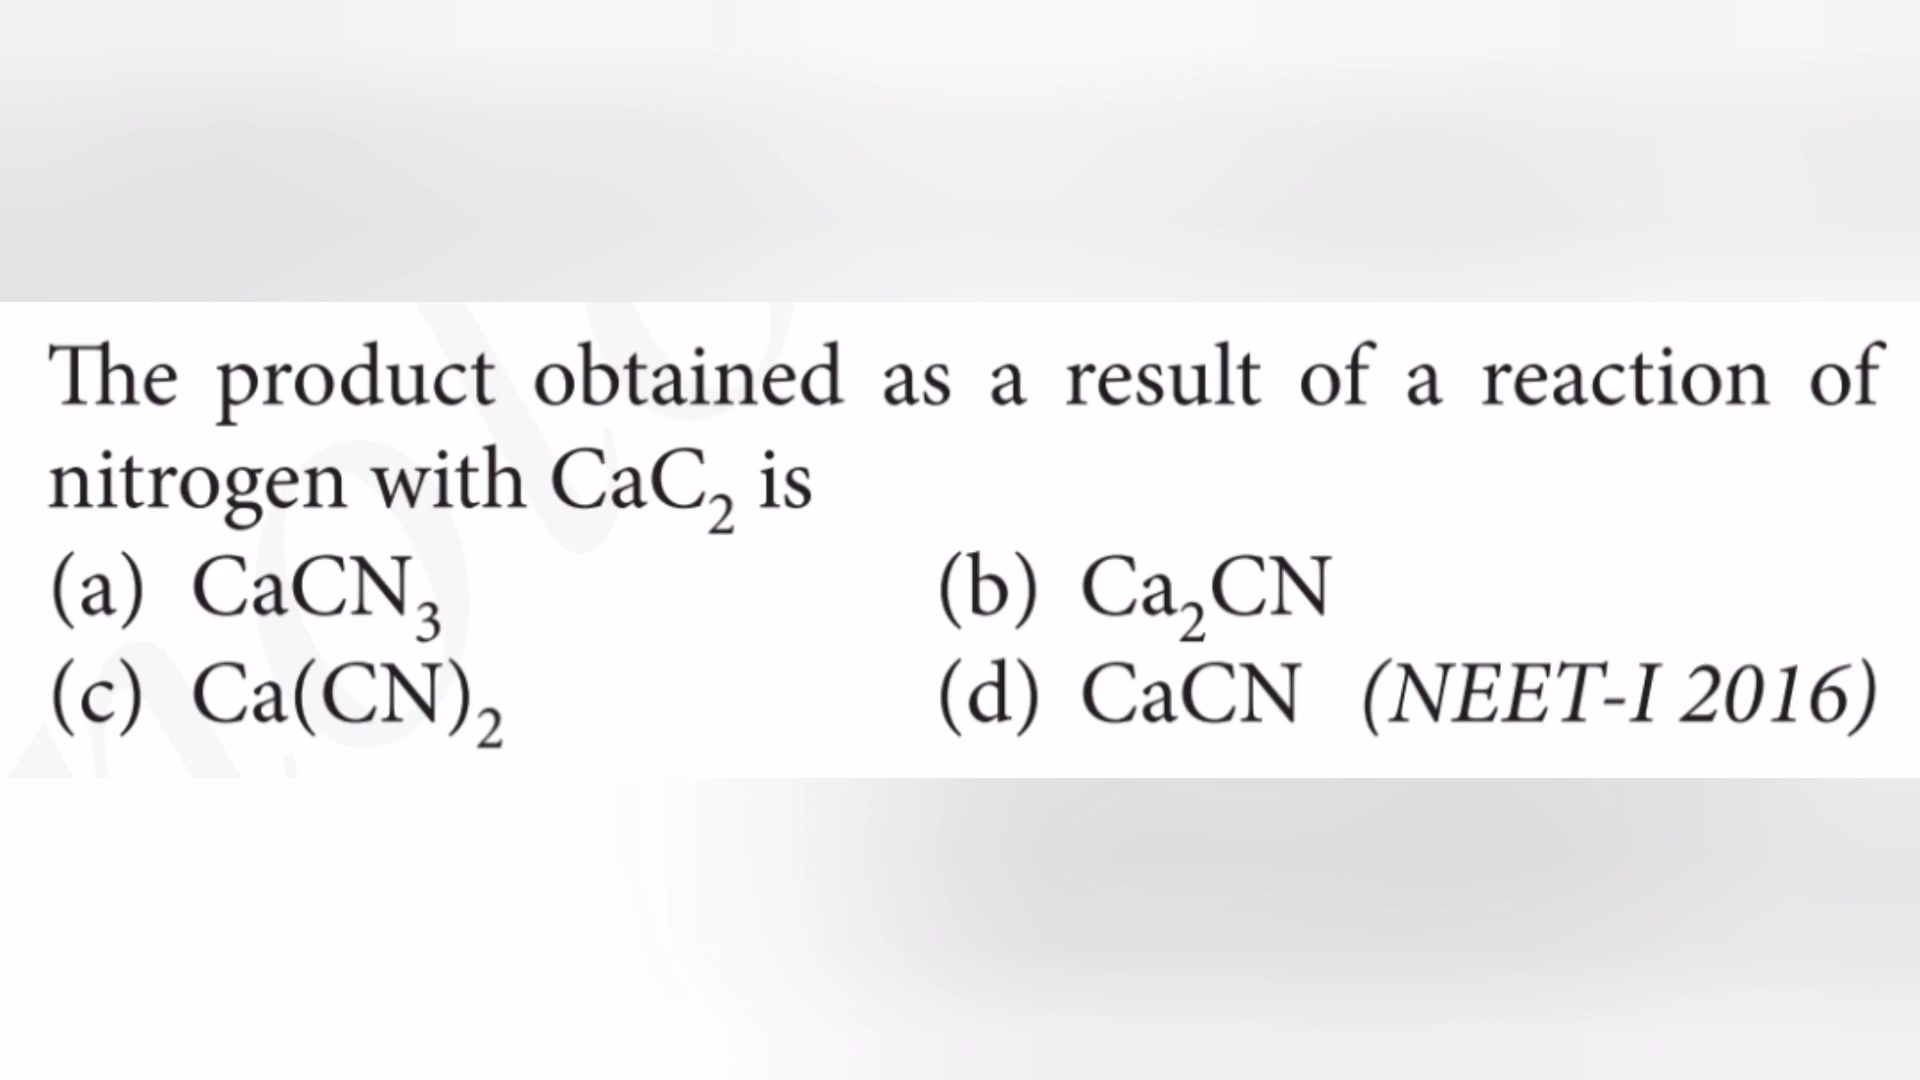 The product obtained as a result of a reaction of
nitrogen with CaC₂ is
(a) CaCN₃ (b) Ca₂CN
(c) Ca(CN)₂ (d) CaCN (NEET-I 2016)